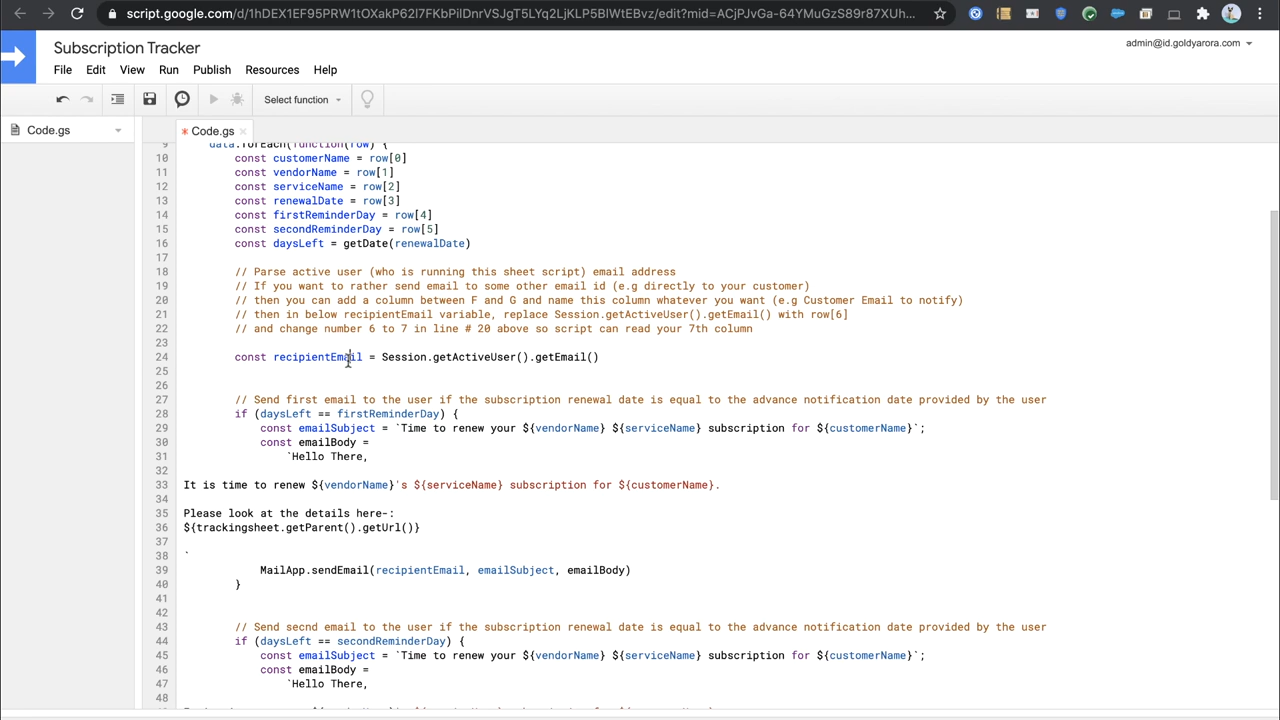 script.google.com/d/1hDEX1EF95PRW1tOXakP62l7FKbPilDnrVSJgT5LYq2LjKLP5BlWtEBvz/edit?mid=ACjPJvGa-64YMuGzS89r87XUh...
Subscription Tracker
admin@id.goldyarora.com
File Edit View Run Publish Resources Help
Select function
Code.gs
* Code.gs ×
9 data.forEach(function(row) {
10 const customerName = row[0]
11 const vendorName = row[1]
12 const serviceName = row[2]
13 const renewalDate = row[3]
14 const firstReminderDay = row[4]
15 const secondReminderDay = row[5]
16 const daysLeft = getDate(renewalDate)
17
18 // Parse active user (who is running this sheet script) email address
19 // If you want to rather send email to some other email id (e.g directly to your customer)
20 // then you can add a column between F and G and name this column whatever you want (e.g Customer Email to notify)
21 // then in below recipientEmail variable, replace Session.getActiveUser().getEmail() with row[6]
22 // and change number 6 to 7 in line # 20 above so script can read your 7th column
23
24 const recipientEmail = Session.getActiveUser().getEmail()
25
26
27 // Send first email to the user if the subscription renewal date is equal to the advance notification date provided by the user
28 if (daysLeft == firstReminderDay) {
29 const emailSubject = `Time to renew your ${vendorName} ${serviceName} subscription for ${customerName}`;
30 const emailBody =
31 `Hello There,
32
33 It is time to renew ${vendorName}'s ${serviceName} subscription for ${customerName}.
34
35 Please look at the details here-:
36 ${trackingsheet.getParent().getUrl()}
37
38 `
39 MailApp.sendEmail(recipientEmail, emailSubject, emailBody)
40 }
41
42
43 // Send secnd email to the user if the subscription renewal date is equal to the advance notification date provided by the user
44 if (daysLeft == secondReminderDay) {
45 const emailSubject = `Time to renew your ${vendorName} ${serviceName} subscription for ${customerName}`;
46 const emailBody =
47 `Hello There,
48